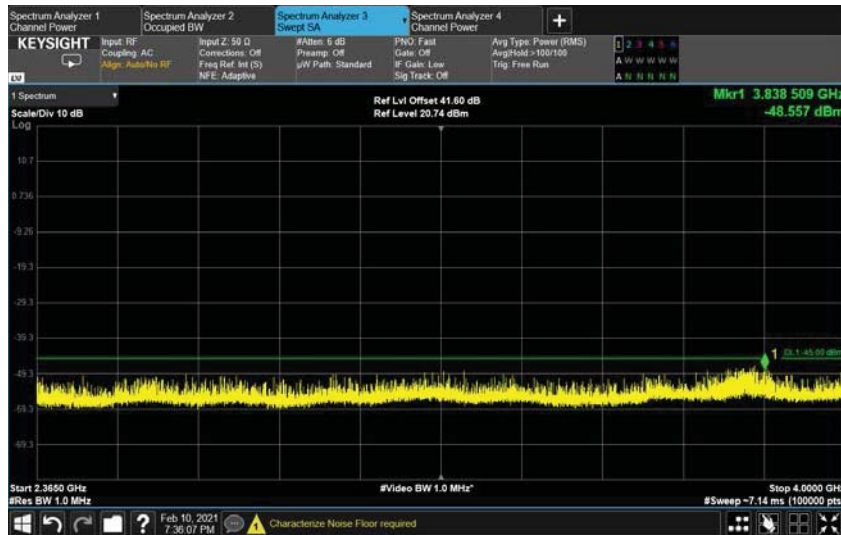 Spectrum Analyzer 1
Channel Power
Spectrum Analyzer 2
Occupied BW
Spectrum Analyzer 3
Swept SA
Spectrum Analyzer 4
Channel Power
+
KEYSIGHT
Input: RF
Coupling: AC
Align: Auto/No RF
Input Z: 50 Ω
Corrections: Off
Freq Ref: Int (S)
NFE: Adaptive
#Atten: 6 dB
Preamp: Off
µW Path: Standard
PNO: Fast
Gate: Off
IF Gain: Low
Sig Track: Off
Avg Type: Power (RMS)
Avg|Hold:>100/100
Trig: Free Run
1 2 3 4 5 6
A W W W W W
A N N N N N
1 Spectrum
Scale/Div 10 dB
Log
Ref Lvl Offset 41.60 dB
Ref Level 20.74 dBm
Mkr1 3.838 509 GHz
-48.557 dBm
10.7
0.736
-9.26
-19.3
-29.3
-39.3
-49.3
-59.3
-69.3
1
DL1 -45.00 dBm
Start 2.3650 GHz
#Res BW 1.0 MHz
#Video BW 1.0 MHz*
Stop 4.0000 GH
#Sweep ~7.14 ms (100000 pts
?
Feb 10, 2021
7:36:07 PM
Characterize Noise Floor required